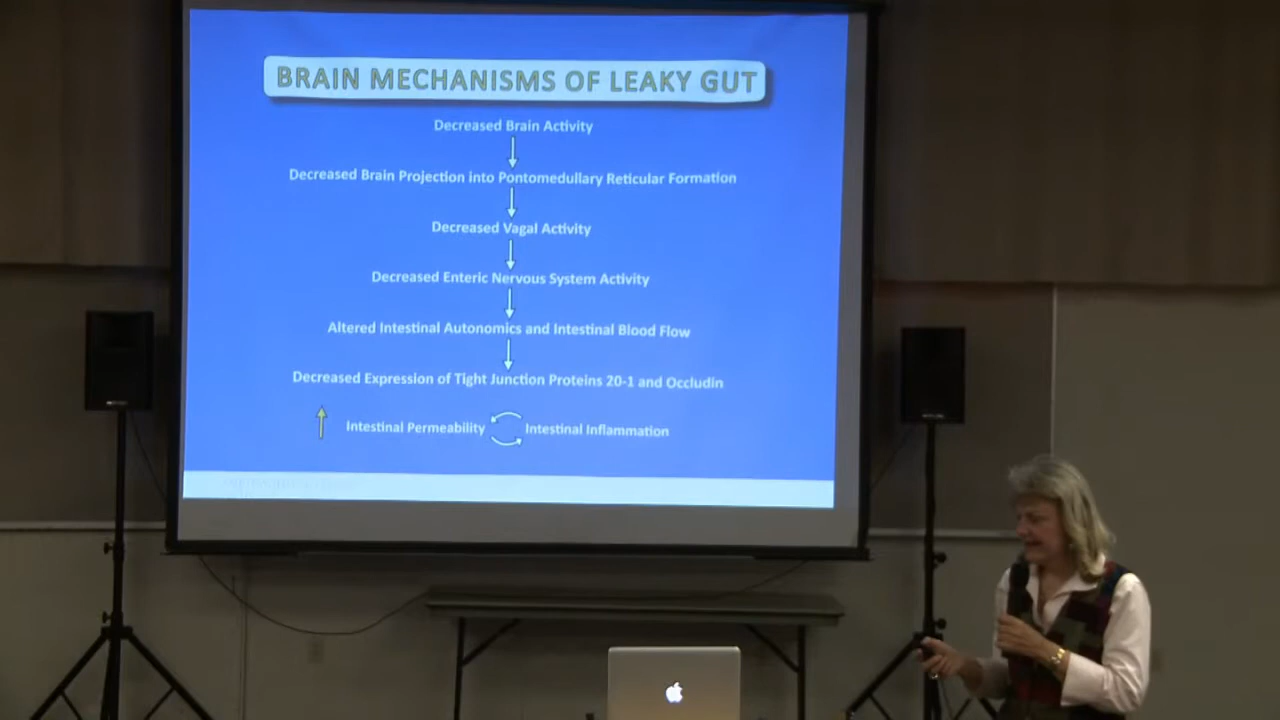 BRAIN MECHANISMS OF LEAKY GUT
Decreased Brain Activity
Decreased Brain Projection into Pontomedullary Reticular Formation
Decreased Vagal Activity
Decreased Enteric Nervous System Activity
Altered Intestinal Autonomics and Intestinal Blood Flow
Decreased Expression of Tight Junction Proteins 20-1 and Occludin
Intestinal Permeability Intestinal Inflammation